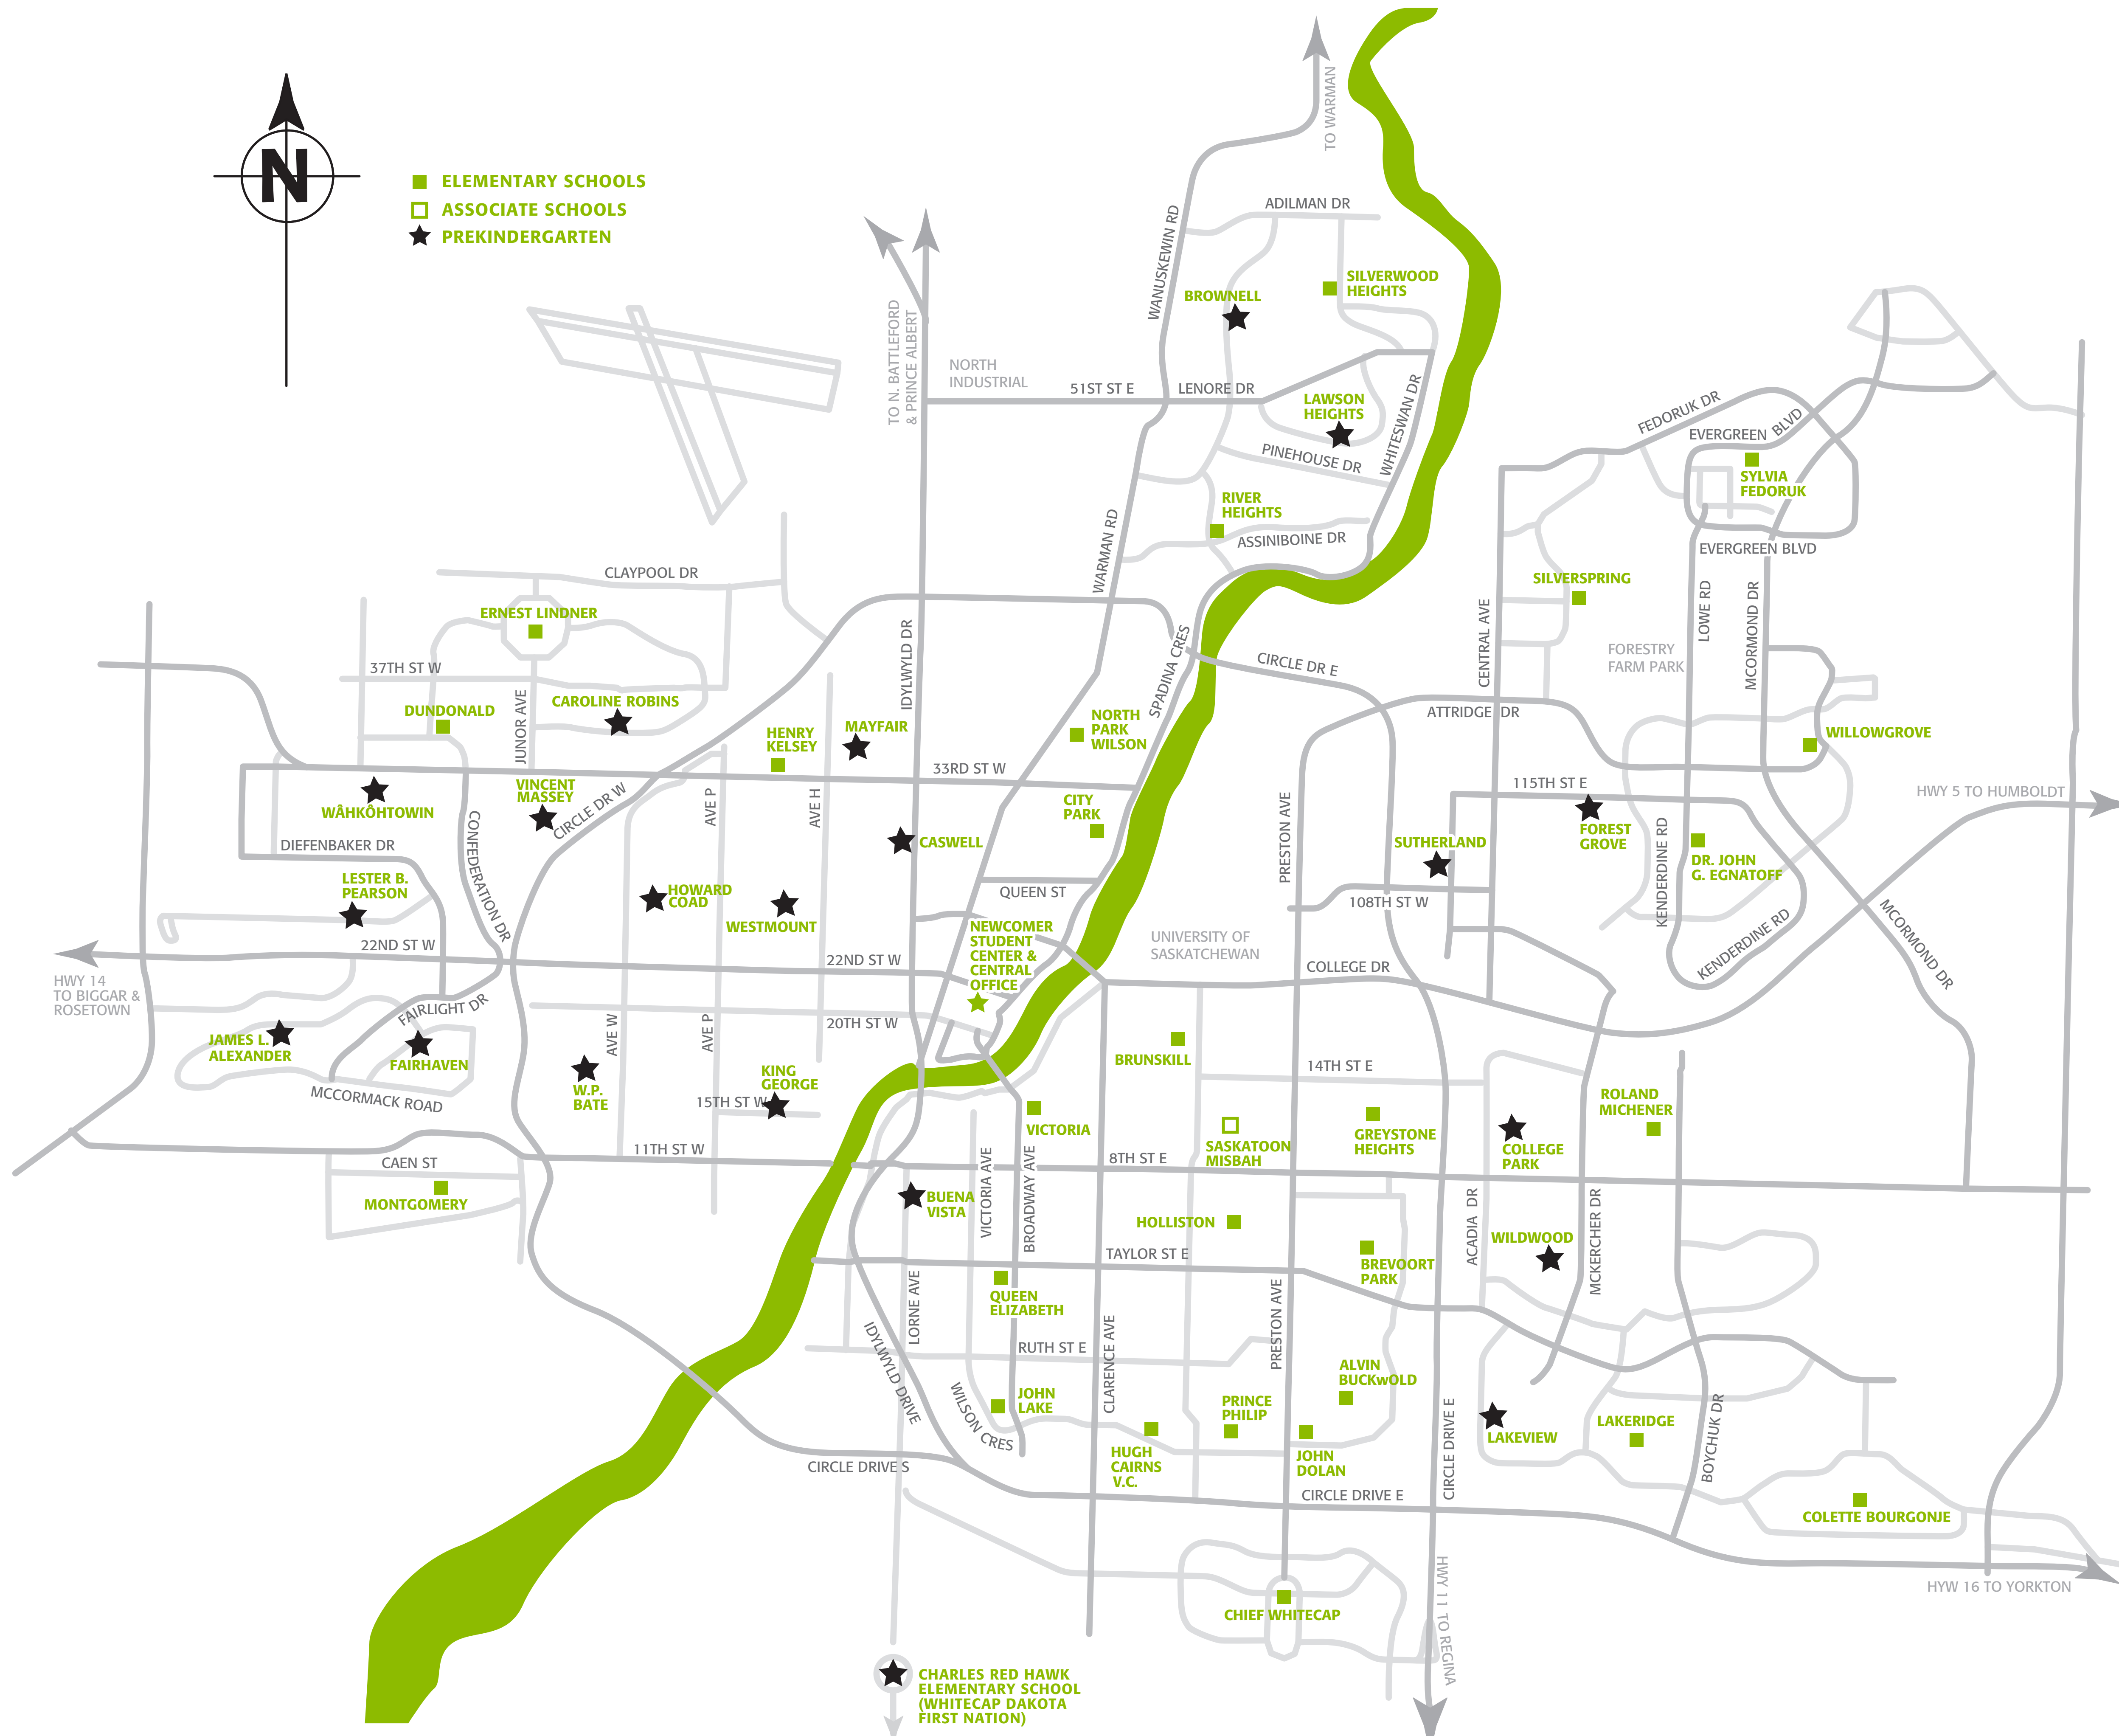 N
ELEMENTARY SCHOOLS
ASSOCIATE SCHOOLS
PREKINDERGARTEN
TO WARMAN
ADILMAN DR
WANUSKEWIN RD
SILVERWOOD
HEIGHTS
BROWNELL
TO N. BATTLEFORD
& PRINCE ALBERT
NORTH
INDUSTRIAL
51ST ST E
LENORE DR
LAWSON
HEIGHTS
WHITESWAN DR
PINEHOUSE DR
FEDORUK DR
EVERGREEN BLVD
SYLVIA
FEDORUK
RIVER
HEIGHTS
ASSINIBOINE DR
EVERGREEN BLVD
WARMAN RD
CLAYPOOL DR
SILVERSPRING
ERNEST LINDNER
CENTRAL AVE
LOWE RD
MCORMOND DR
FORESTRY
FARM PARK
IDYLWYLD DR
SPADINA CRES
CIRCLE DR E
37TH ST W
JUNOR AVE
CAROLINE ROBINS
DUNDONALD
ATTRIDGE DR
HENRY
KELSEY
MAYFAIR
NORTH
PARK
WILSON
WILLOWGROVE
33RD ST W
VINCENT
MASSEY
CIRCLE DR W
AVE P
AVE H
WÂHKÔHTOWIN
CITY
PARK
PRESTON AVE
115TH ST E
HWY 5 TO HUMBOLDT
CONFEDERATION DR
DIEFENBAKER DR
CASWELL
SUTHERLAND
FOREST
GROVE
KENDERDINE RD
DR. JOHN
G. EGNATOFF
LESTER B.
PEARSON
HOWARD
COAD
WESTMOUNT
QUEEN ST
108TH ST W
KENDERDINE RD
MCORMOND DR
NEWCOMER
STUDENT
CENTER &
CENTRAL
OFFICE
UNIVERSITY OF
SASKATCHEWAN
22ND ST W
22ND ST W
COLLEGE DR
HWY 14
TO BIGGAR &
ROSETOWN
FAIRLIGHT DR
20TH ST W
AVE W
AVE P
JAMES L.
ALEXANDER
FAIRHAVEN
BRUNSKILL
14TH ST E
MCCORMACK ROAD
W.P.
BATE
KING
GEORGE
15TH ST W
ROLAND
MICHENER
VICTORIA
SASKATOON
MISBAH
GREYSTONE
HEIGHTS
COLLEGE
PARK
11TH ST W
8TH ST E
CAEN ST
MONTGOMERY
BUENA
VISTA
VICTORIA AVE
BROADWAY AVE
HOLLISTON
ACADIA DR
MCKERCHER DR
WILDWOOD
TAYLOR ST E
BREVOORT
PARK
QUEEN
ELIZABETH
LORNE AVE
IDYLWYLD DRIVE
RUTH ST E
CLARENCE AVE
PRESTON AVE
ALVIN
BUCKwOLD
WILSON CRES
JOHN
LAKE
PRINCE
PHILIP
CIRCLE DRIVE E
LAKEVIEW
LAKERIDGE
BOYCHUK DR
HUGH
CAIRNS
V.C.
JOHN
DOLAN
CIRCLE DRIVE S
CIRCLE DRIVE E
COLETTE BOURGONJE
HWY 11 TO REGINA
HYW 16 TO YORKTON
CHIEF WHITECAP
CHARLES RED HAWK
ELEMENTARY SCHOOL
(WHITECAP DAKOTA
FIRST NATION)